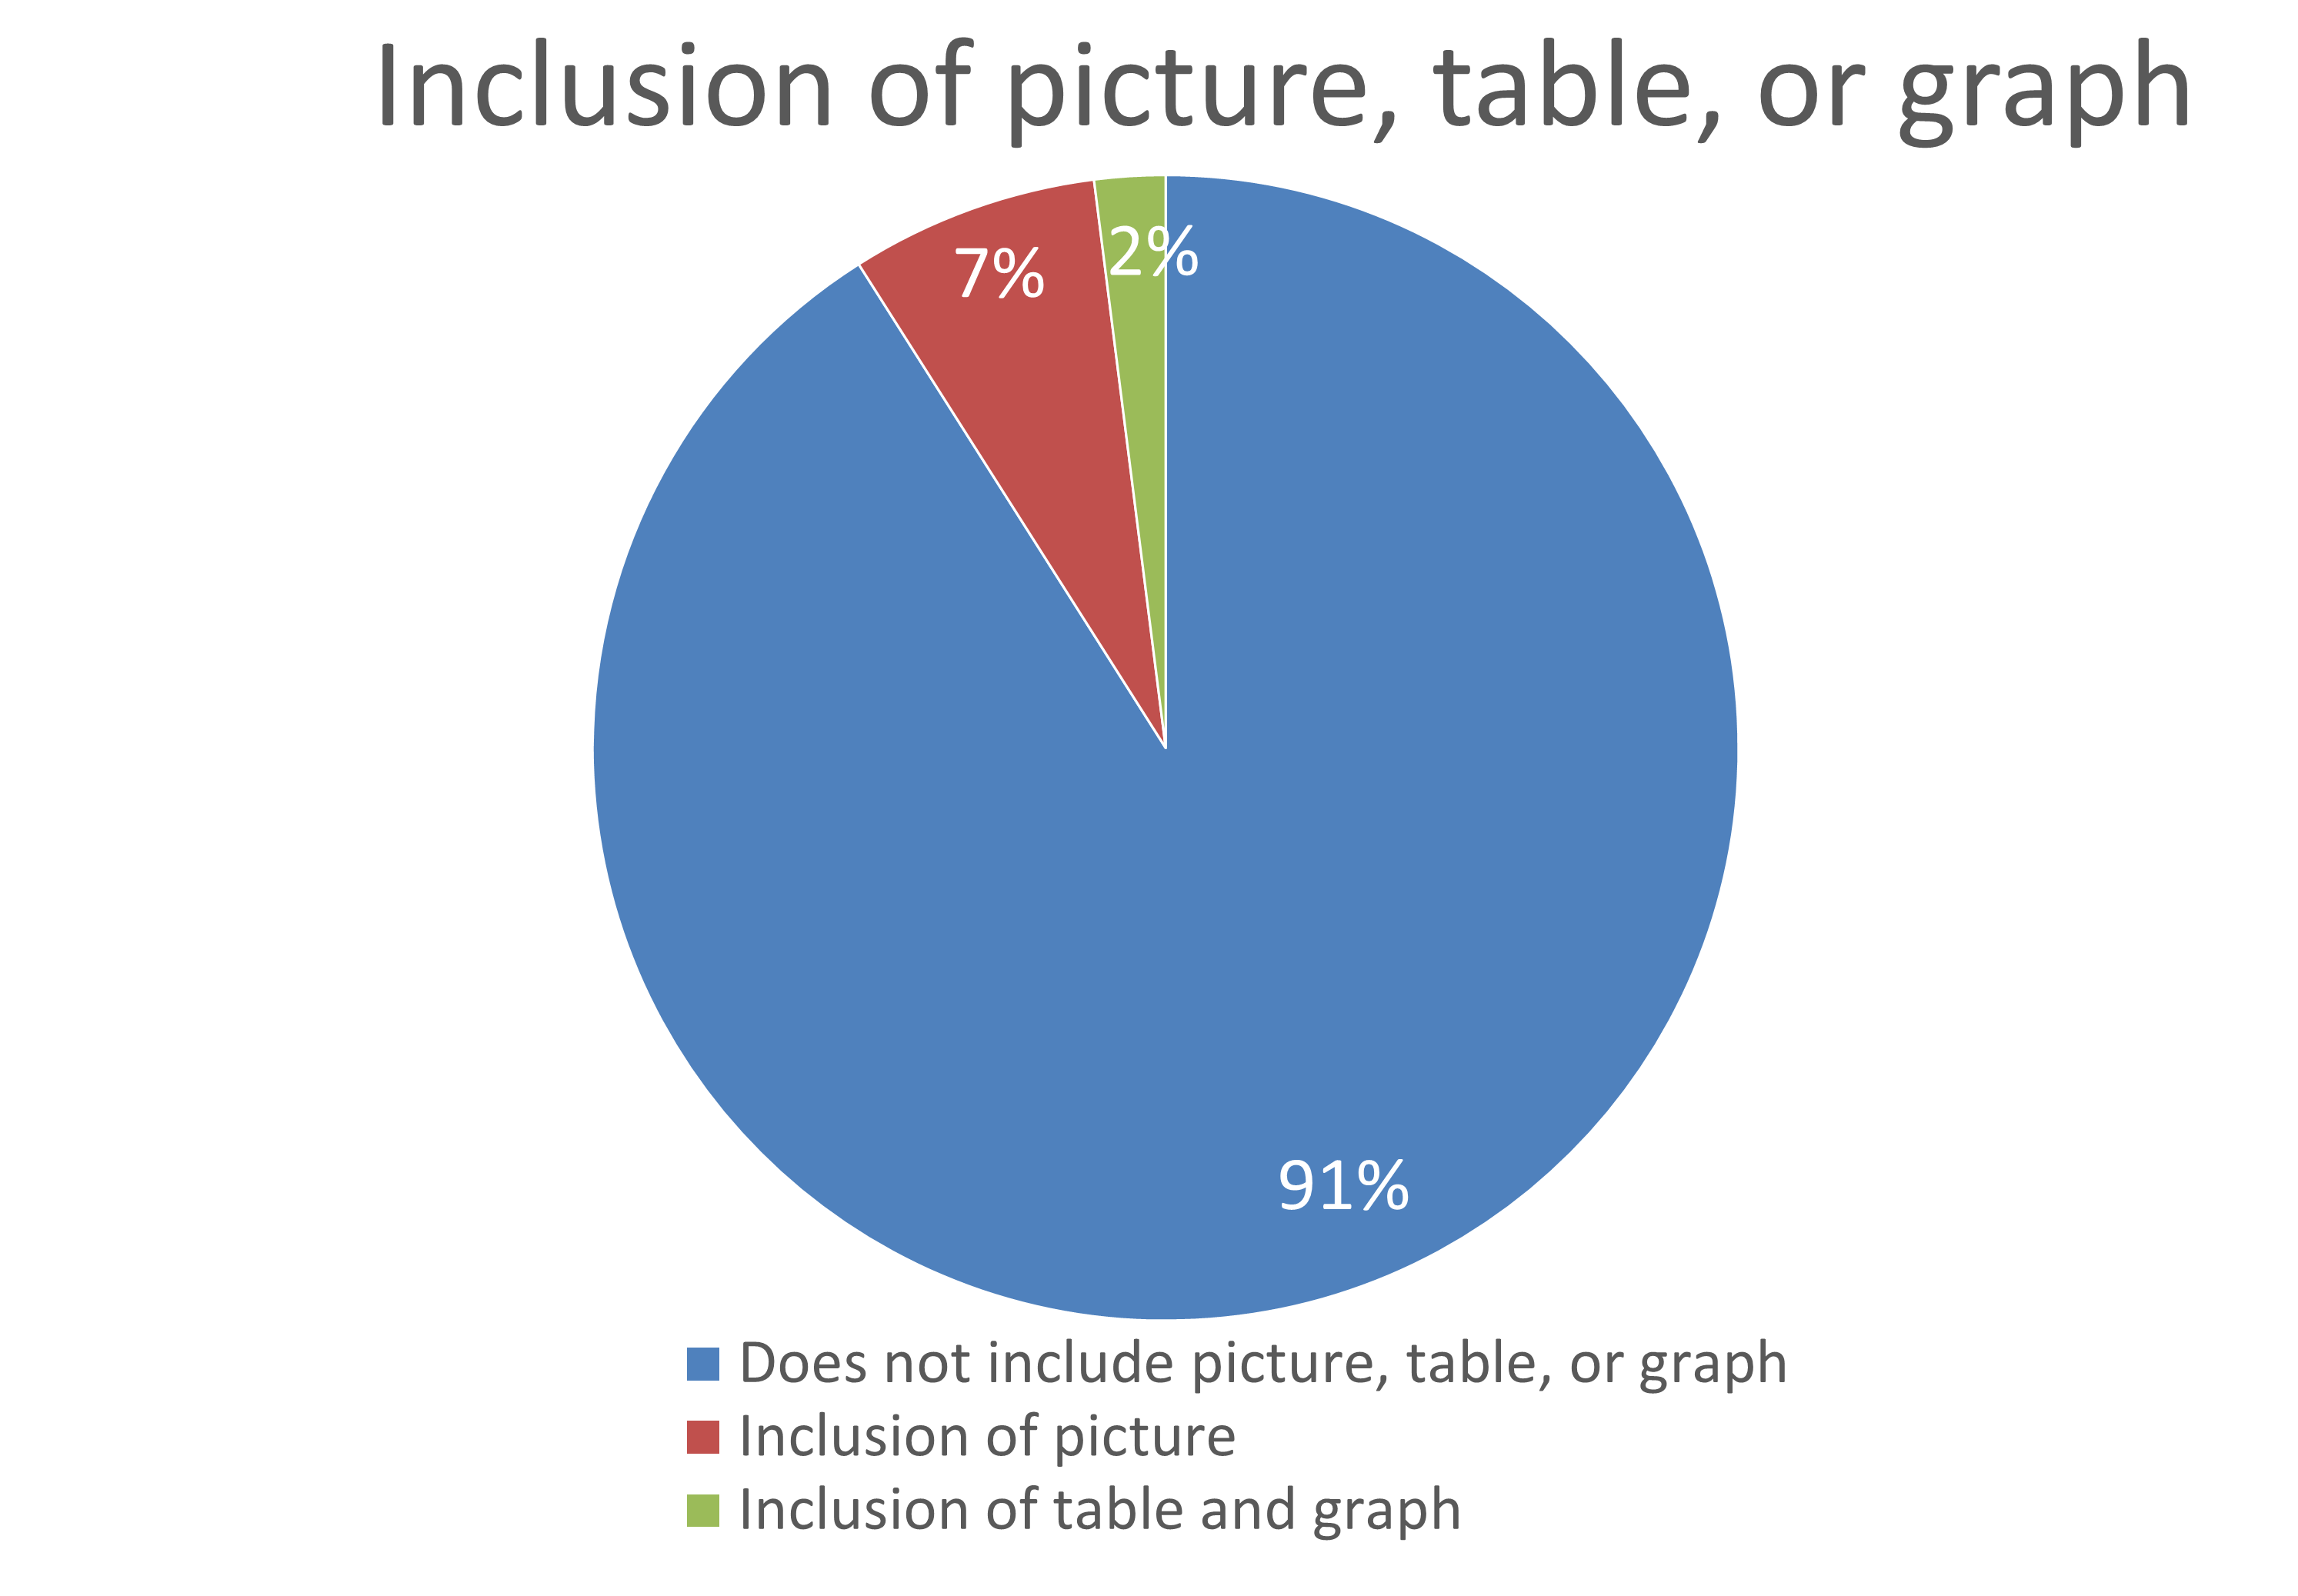 Inclusion of picture, table, or graph
7%
2%
91%
Does not include picture, table, or graph
Inclusion of picture
Inclusion of table and graph